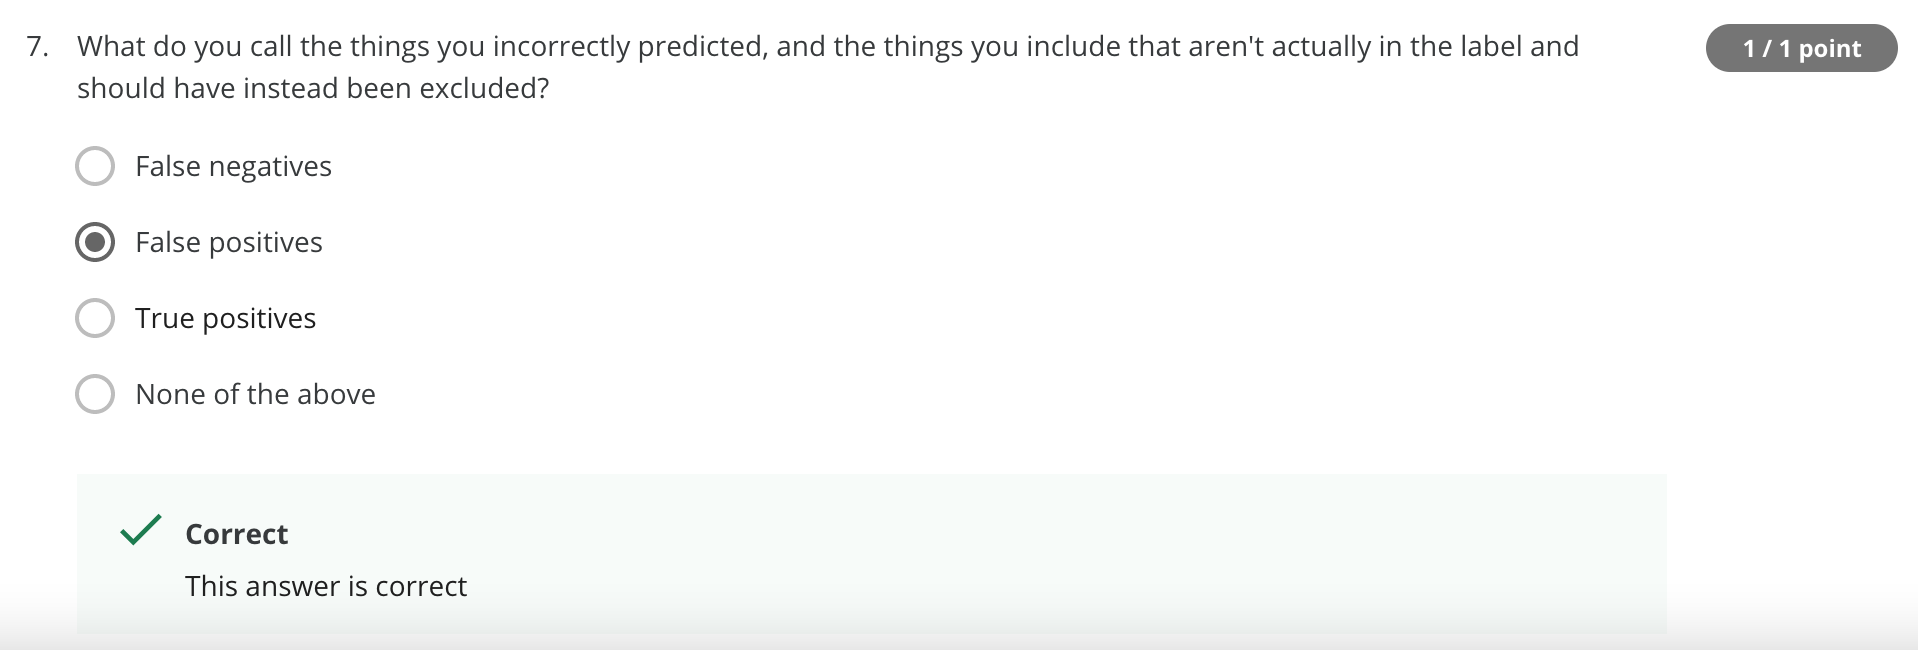 7. What do you call the things you incorrectly predicted, and the things you include that aren't actually in the label and
should have instead been excluded?
1 / 1 point
False negatives
False positives
True positives
None of the above
Correct
This answer is correct